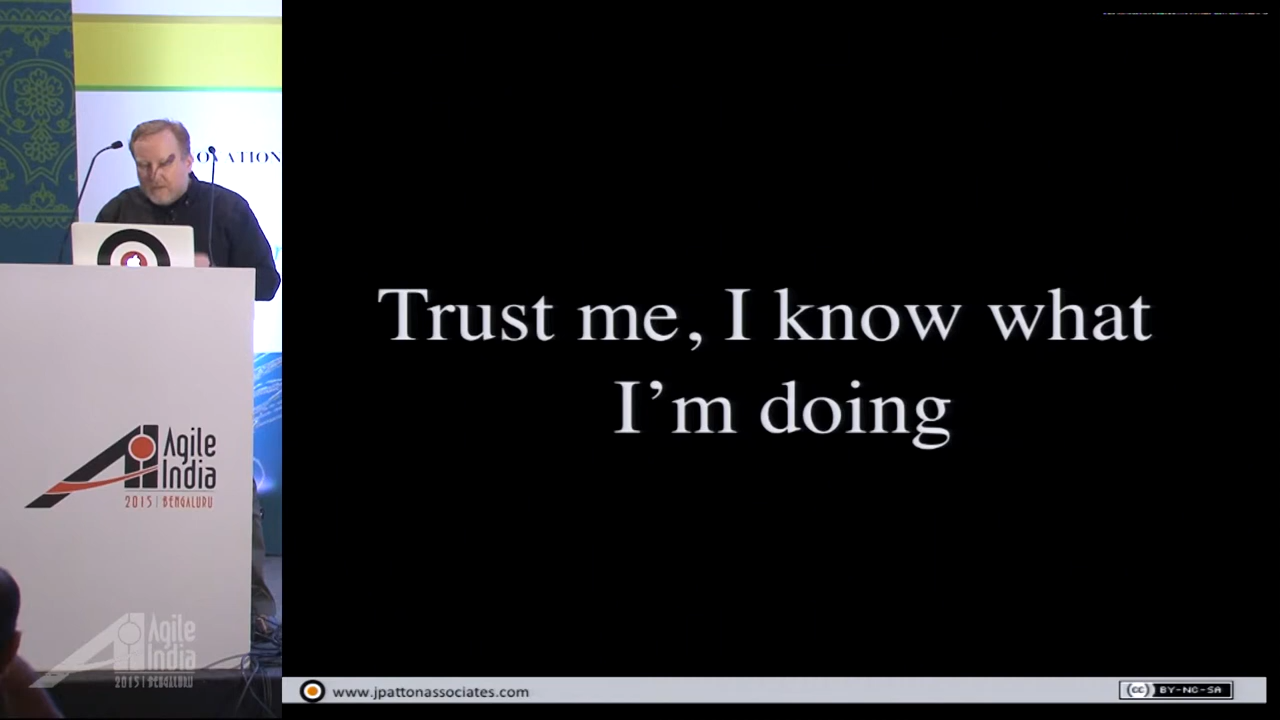 Trust me, I know what
I’m doing
Agile
India
2015 | BENGALURU
Agile
India
2015 | BENGALURU
www.jpattonassociates.com
cc BY-NC-SA